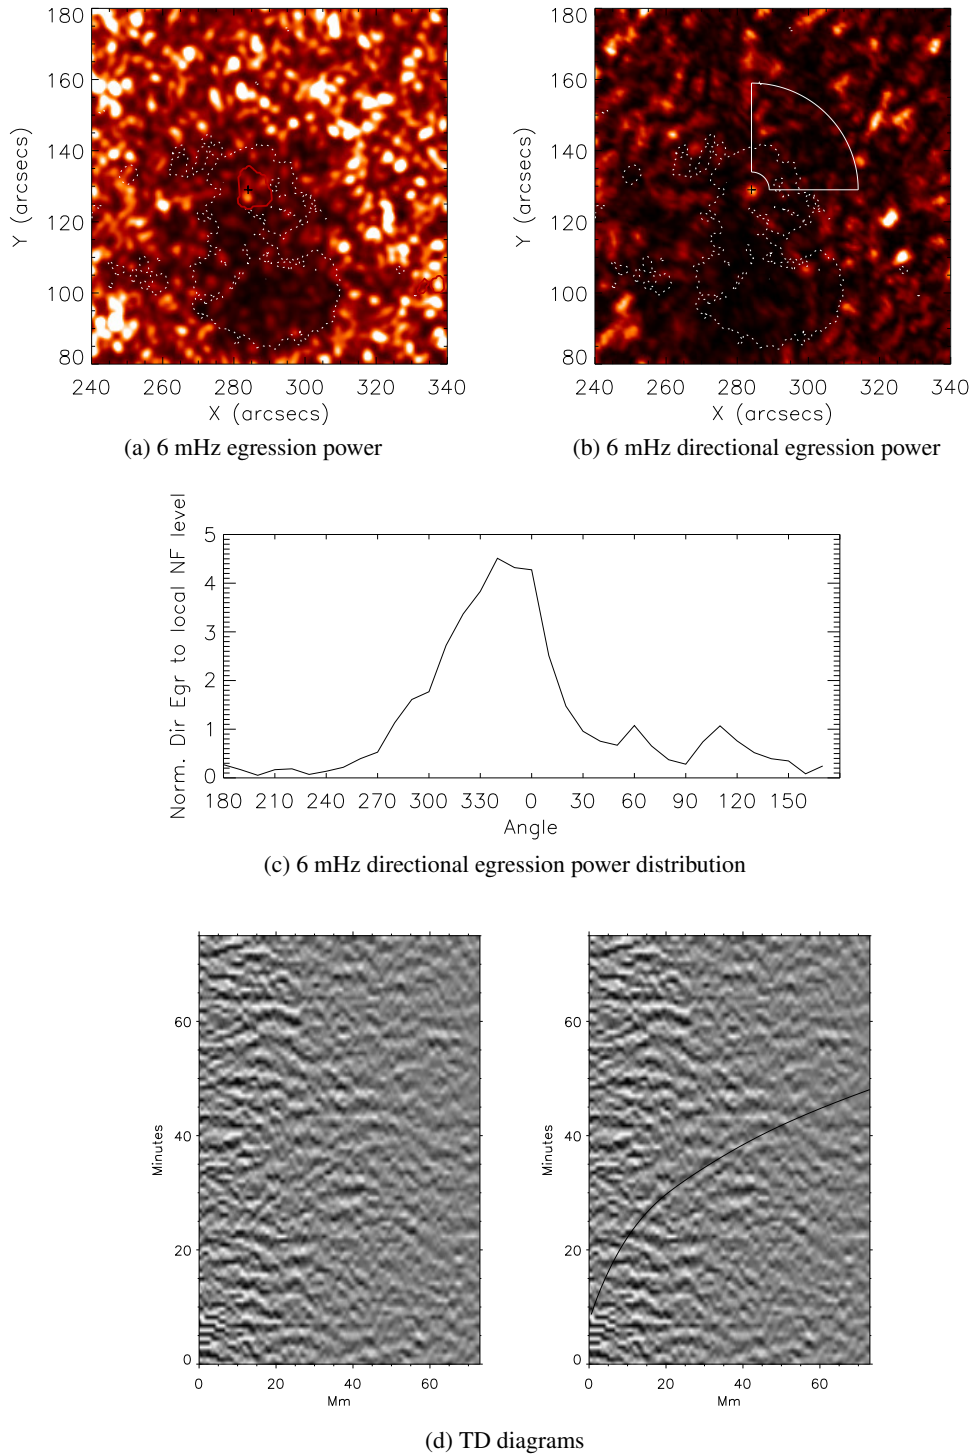 180
160
140
120
100
80
Y (arcsecs)
240 260 280 300 320 340
X (arcsecs)
(a) 6 mHz egression power
180
160
140
120
100
80
Y (arcsecs)
240 260 280 300 320 340
X (arcsecs)
(b) 6 mHz directional egression power
Norm. Dir Egr to local NF level
5
4
3
2
1
0
180 210 240 270 300 330 0 30 60 90 120 150
Angle
(c) 6 mHz directional egression power distribution
Minutes
60
40
20
0
0 20 40 60
Mm
Minutes
60
40
20
0
0 20 40 60
Mm
(d) TD diagrams